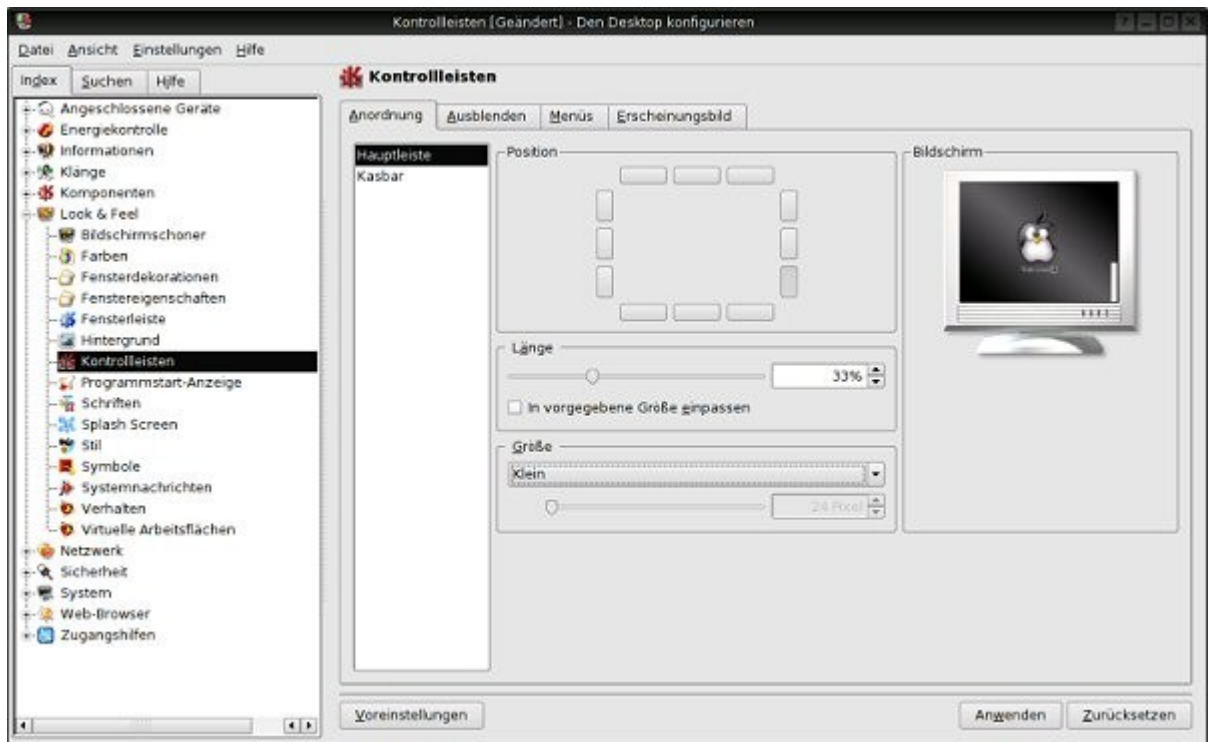 Kontrollleisten [Geändert] - Den Desktop konfigurieren
Datei Ansicht Einstellungen Hilfe
Index Suchen Hilfe
Angeschlossene Geräte
Energiekontrolle
Informationen
Klänge
Komponenten
Look & Feel
Bildschirmschoner
Farben
Fensterdekorationen
Fenstereigenschaften
Fensterleiste
Hintergrund
Kontrollleisten
Programmstart-Anzeige
Schriften
Splash Screen
Stil
Symbole
Systemnachrichten
Verhalten
Virtuelle Arbeitsflächen
Netzwerk
Sicherheit
System
Web-Browser
Zugangshilfen
Kontrollleisten
Anordnung Ausblenden Menüs Erscheinungsbild
Hauptleiste
Kasbar
Position
Länge
33%
In vorgegebene Größe einpassen
Größe
Klein
24 Pixel
Bildschirm
Voreinstellungen
Anwenden Zurücksetzen